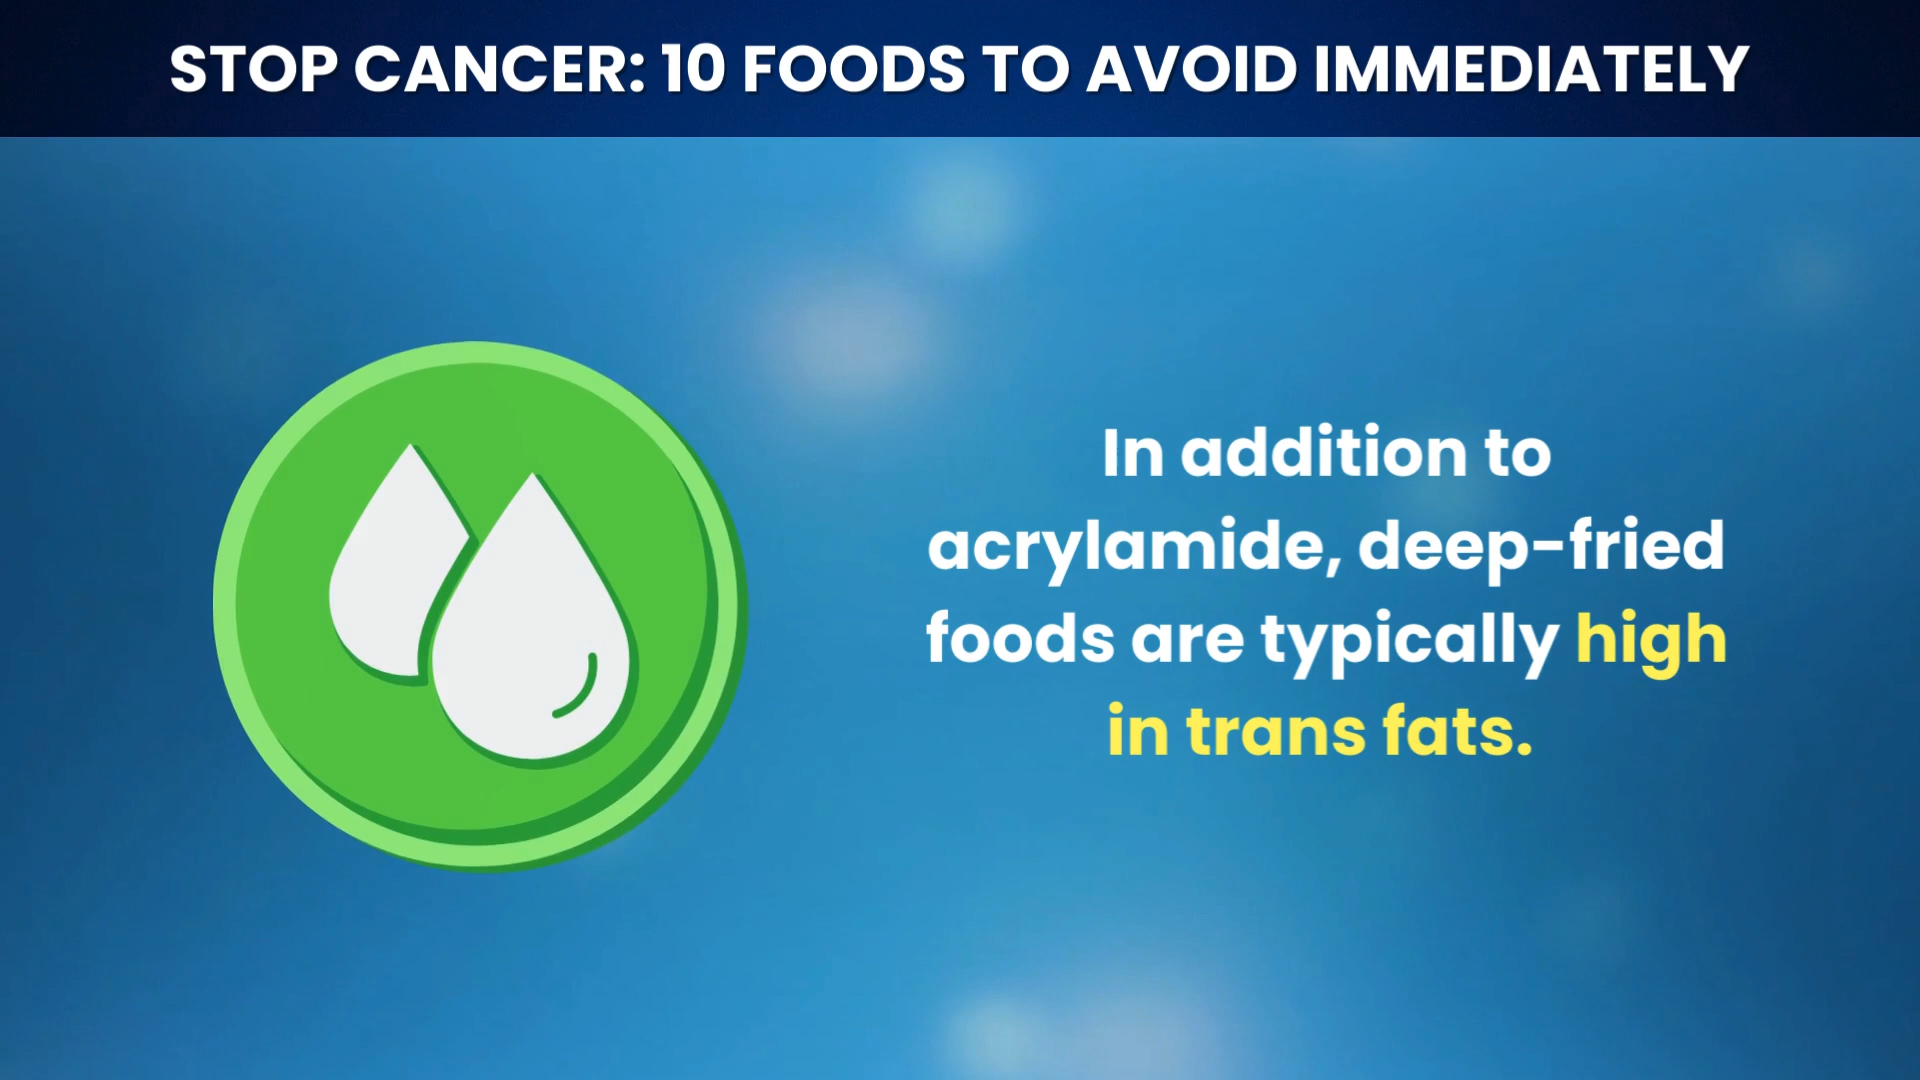 STOP CANCER: 10 FOODS TO AVOID IMMEDIATELY
In addition to
acrylamide, deep-fried
foods are typically high
in trans fats.